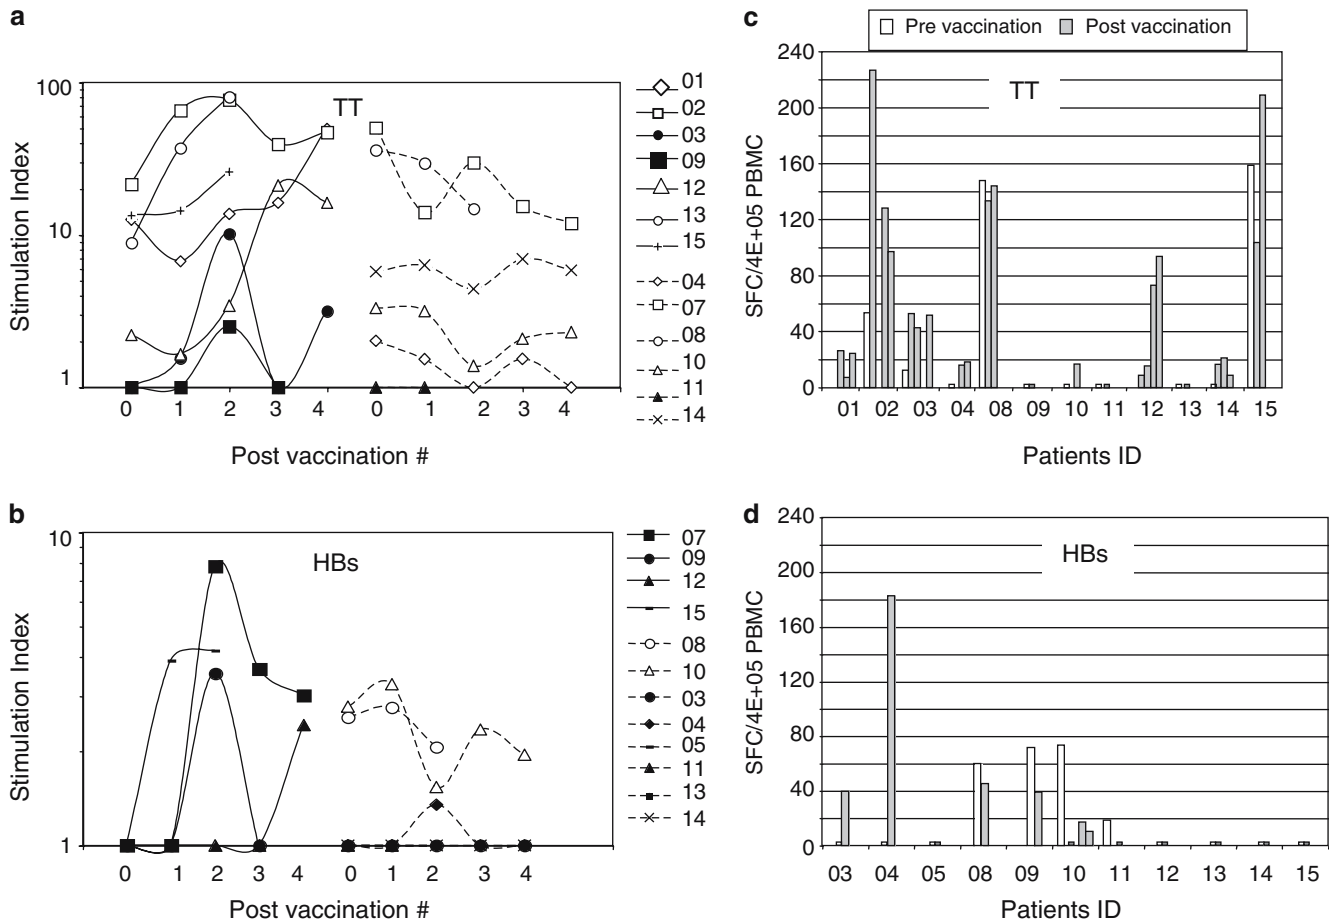 a
Stimulation Index
100
10
1
TT
0 1 2 3 4 0 1 2 3 4
Post vaccination #
01
02
03
09
12
13
15
04
07
08
10
11
14
c
Pre vaccination
Post vaccination
SFC/4E+05 PBMC
240
200
160
120
80
40
0
TT
01 02 03 04 08 09 10 11 12 13 14 15
Patients ID
b
Stimulation Index
10
1
HBs
0 1 2 3 4 0 1 2 3 4
Post vaccination #
07
09
12
15
08
10
03
04
05
11
13
14
d
SFC/4E+05 PBMC
240
200
160
120
80
40
0
HBs
03 04 05 08 09 10 11 12 13 14 15
Patients ID